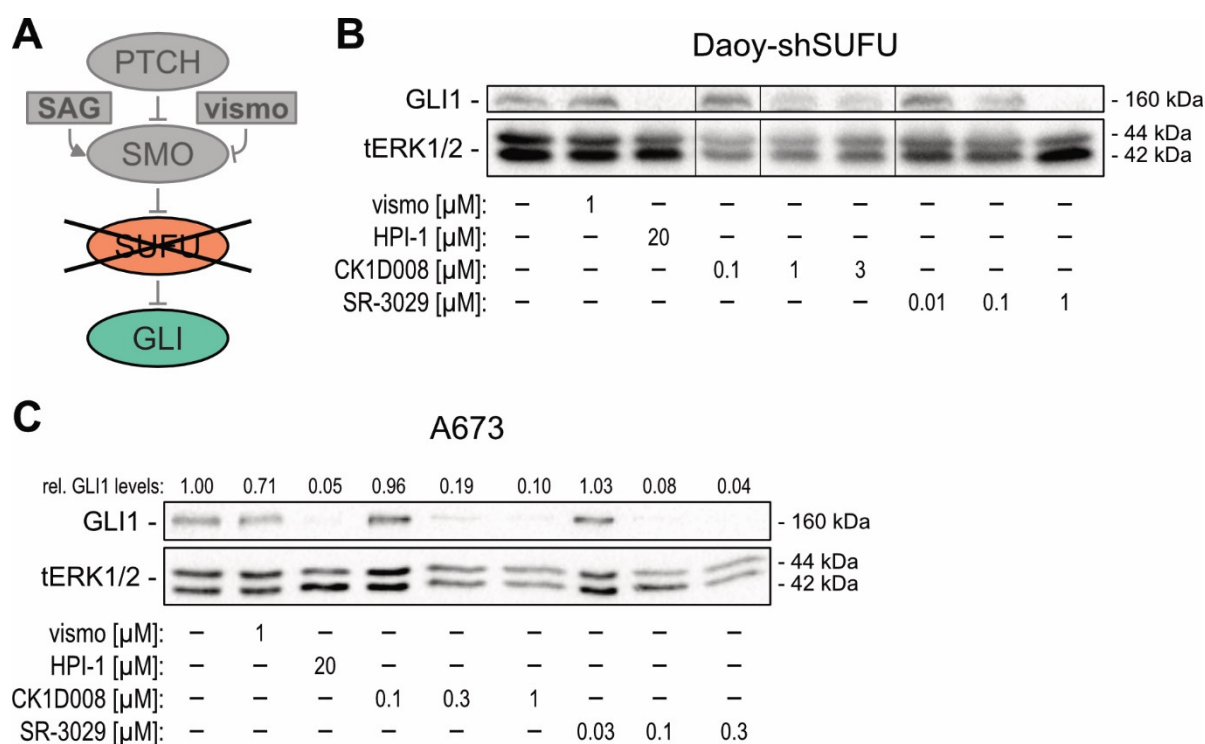 A
PTCH
SAG
vismo
SMO
SUFU
GLI
B
Daoy-shSUFU
GLI1 -
- 160 kDa
tERK1/2 -
- 44 kDa
- 42 kDa
vismo [µM]: – 1 – – – – – – –
HPI-1 [µM]: – – 20 – – – – – –
CK1D008 [µM]: – – – 0.1 1 3 – – –
SR-3029 [µM]: – – – – – – 0.01 0.1 1
C
A673
rel. GLI1 levels: 1.00 0.71 0.05 0.96 0.19 0.10 1.03 0.08 0.04
GLI1 -
- 160 kDa
tERK1/2 -
- 44 kDa
- 42 kDa
vismo [µM]: – 1 – – – – – – –
HPI-1 [µM]: – – 20 – – – – – –
CK1D008 [µM]: – – – 0.1 0.3 1 – – –
SR-3029 [µM]: – – – – – – 0.03 0.1 0.3